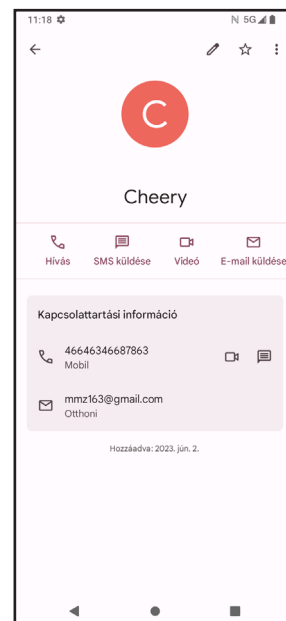 11:18
5G
C
Cheery
Hívás
SMS küldése
Videó
E-mail küldése
Kapcsolattartási információ
46646346687863
Mobil
mmz163@gmail.com
Otthoni
Hozzáadva: 2023. jún. 2.